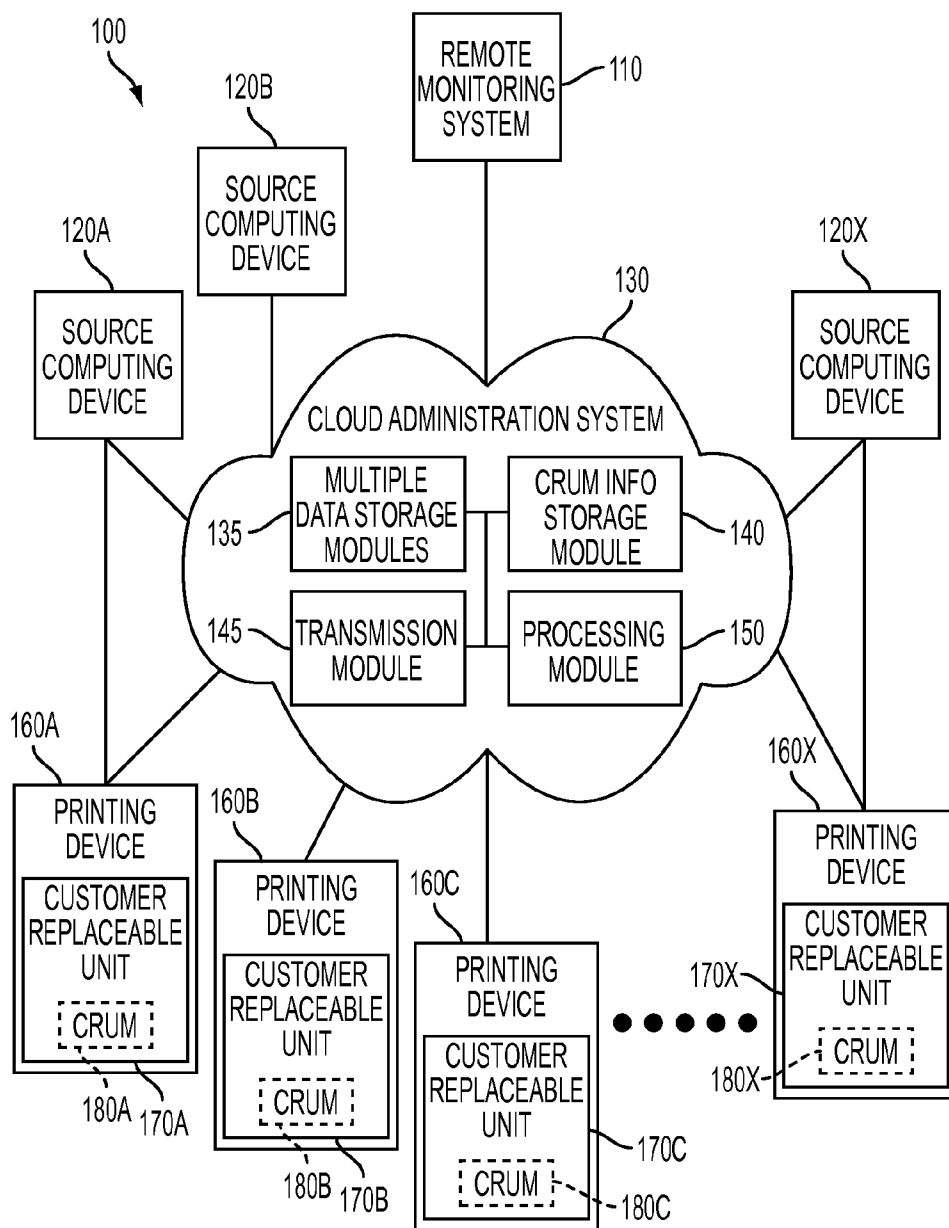 100
REMOTE
MONITORING
SYSTEM
110
120B
SOURCE
COMPUTING
DEVICE
120A
SOURCE
COMPUTING
DEVICE
120X
SOURCE
COMPUTING
DEVICE
130
CLOUD ADMINISTRATION SYSTEM
MULTIPLE
DATA STORAGE
MODULES
135
CRUM INFO
STORAGE
MODULE
140
145
TRANSMISSION
MODULE
PROCESSING
MODULE
150
160A
PRINTING
DEVICE
CUSTOMER
REPLACEABLE
UNIT
CRUM
180A
170A
160B
PRINTING
DEVICE
CUSTOMER
REPLACEABLE
UNIT
CRUM
180B
170B
160C
PRINTING
DEVICE
CUSTOMER
REPLACEABLE
UNIT
CRUM
170C
180C
160X
PRINTING
DEVICE
CUSTOMER
REPLACEABLE
UNIT
CRUM
170X
180X